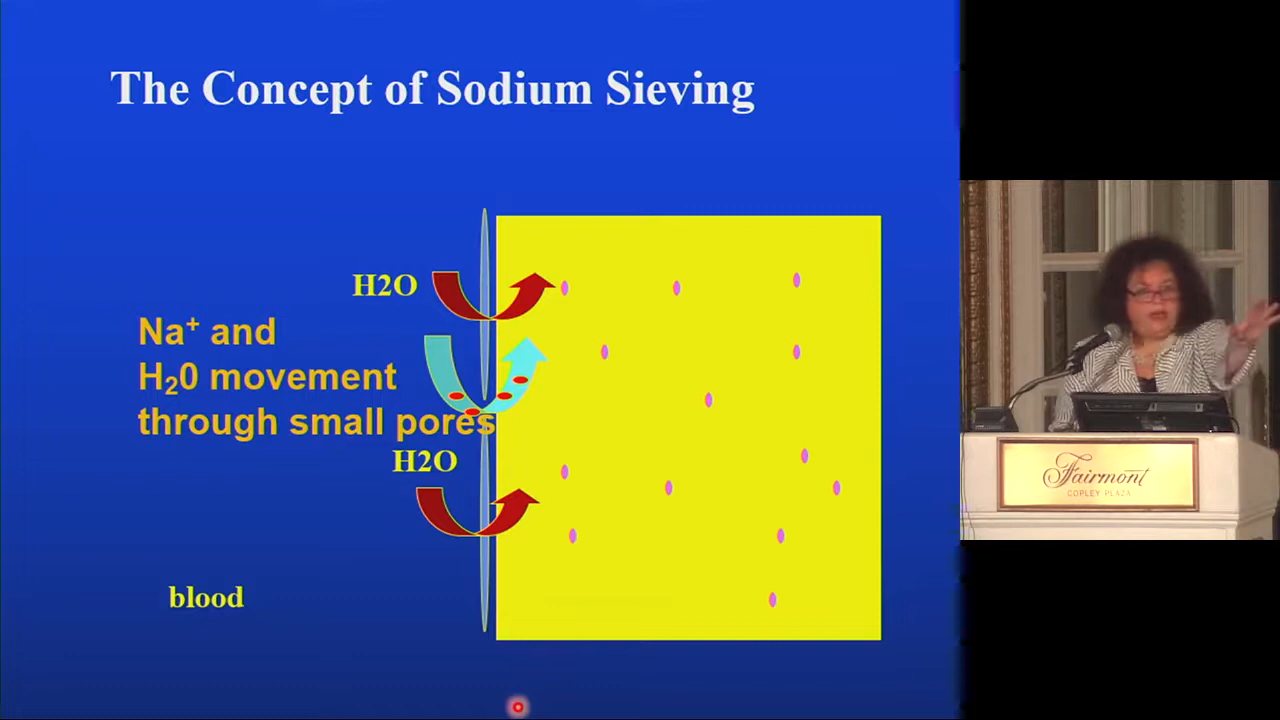 The Concept of Sodium Sieving
H2O
Na⁺ and
H₂0 movement
through small pores
H2O
blood
Fairmont
COPLEY PLAZA